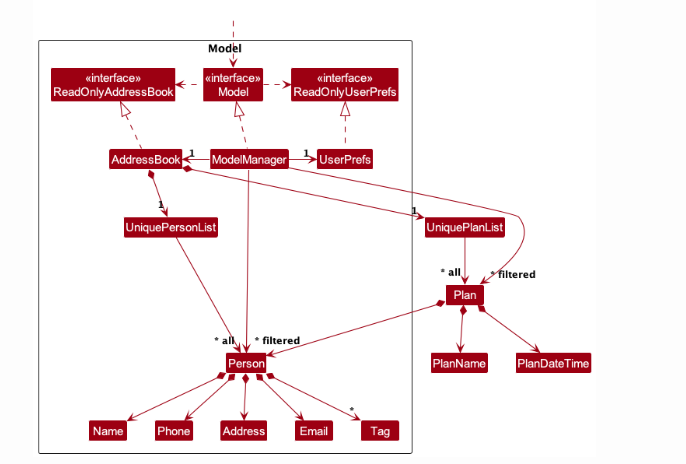 Model
«interface»
ReadOnlyAddressBook
«interface»
Model
«interface»
ReadOnlyUserPrefs
AddressBook
1
ModelManager
1
UserPrefs
1
UniquePersonList
1
UniquePlanList
* all
* filtered
Plan
* all
* filtered
Person
PlanName
PlanDateTime
*
Name
Phone
Address
Email
Tag